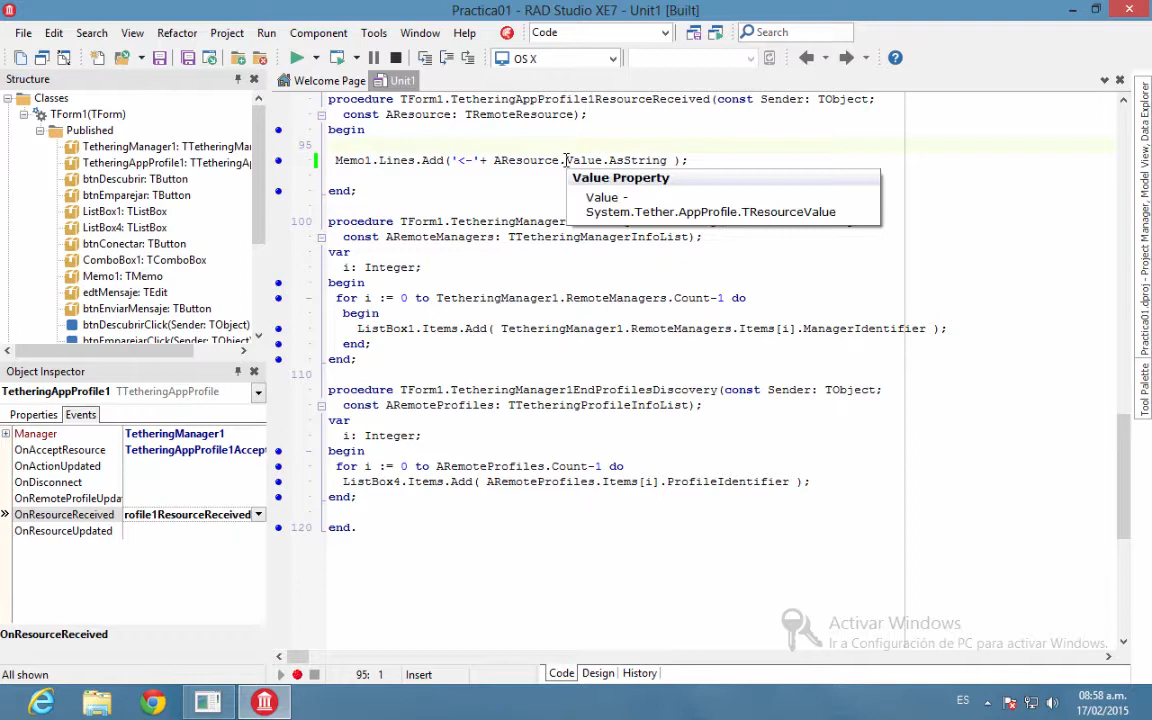 Practica01 - RAD Studio XE7 - Unit1 [Built]
File Edit Search View Refactor Project Run Component Tools Window Help Code Search
OS X
Structure
Welcome Page Unit1
Classes
TForm1(TForm)
Published
TetheringManager1: TTetheringMan
TetheringAppProfile1: TTetheringAp
btnDescubrir: TButton
btnEmparejar: TButton
ListBox1: TListBox
ListBox4: TListBox
btnConectar: TButton
ComboBox1: TComboBox
Memo1: TMemo
edtMensaje: TEdit
btnEnviarMensaje: TButton
btnDescubrirClick(Sender: TObject)
btnEmparejarClick(Sender: TObject)
Object Inspector
TetheringAppProfile1 TTetheringAppProfile
Properties Events
Manager TetheringManager1
OnAcceptResource TetheringAppProfile1Accep
OnActionUpdated
OnDisconnect
OnRemoteProfileUpda
OnResourceReceived rofile1ResourceReceived
OnResourceUpdated
OnResourceReceived
All shown
procedure TForm1.TetheringAppProfile1ResourceReceived(const Sender: TObject;
const AResource: TRemoteResource);
begin
95
Memo1.Lines.Add('<-'+ AResource.Value.AsString );
Value Property
Value -
System.Tether.AppProfile.TResourceValue
end;
100 procedure TForm1.TetheringManager
const ARemoteManagers: TTetheringManagerInfoList);
var
i: Integer;
begin
for i := 0 to TetheringManager1.RemoteManagers.Count-1 do
begin
ListBox1.Items.Add( TetheringManager1.RemoteManagers.Items[i].ManagerIdentifier );
end;
end;
110
procedure TForm1.TetheringManager1EndProfilesDiscovery(const Sender: TObject;
const ARemoteProfiles: TTetheringProfileInfoList);
var
i: Integer;
begin
for i := 0 to ARemoteProfiles.Count-1 do
ListBox4.Items.Add( ARemoteProfiles.Items[i].ProfileIdentifier );
end;
120 end.
Activar Windows
Ir a Configuración de PC para activar Windows.
95: 1 Insert Code Design History
Practica01.dproj - Project Manager, Model View, Data Explorer
Tool Palette
ES
08:58 a.m.
17/02/2015